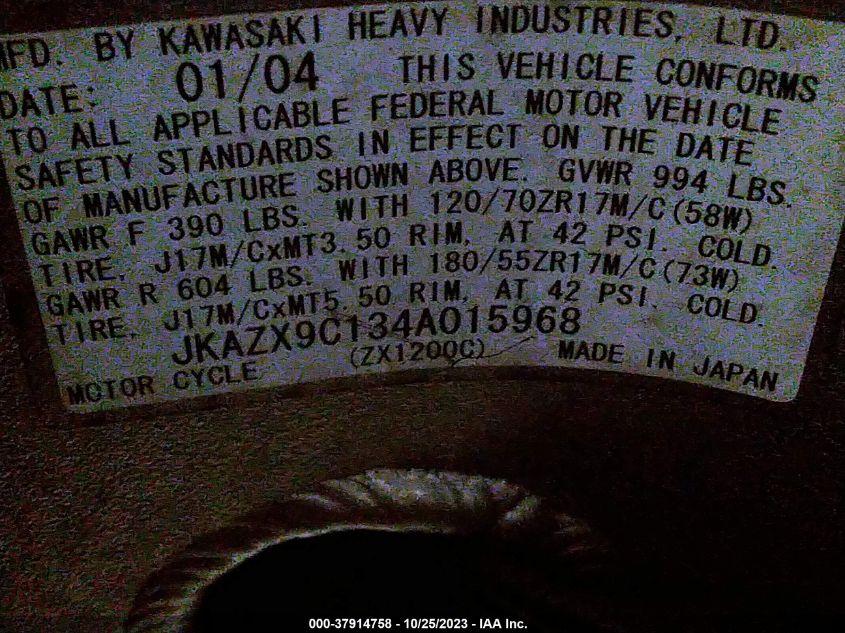 MFD. BY KAWASAKI HEAVY INDUSTRIES, LTD.
DATE: 01/04 THIS VEHICLE CONFORMS
TO ALL APPLICABLE FEDERAL MOTOR VEHICLE
SAFETY STANDARDS IN EFFECT ON THE DATE
OF MANUFACTURE SHOWN ABOVE. GVWR 994 LBS.
GAWR F 390 LBS. WITH 120/70ZR17M/C(58W)
TIRE, J17M/CxMT3.50 RIM, AT 42 PSI. COLD.
GAWR R 604 LBS. WITH 180/55ZR17M/C(73W)
TIRE, J17M/CxMT5.50 RIM, AT 42 PSI. COLD.
JKAZX9C134A015968
MOTOR CYCLE (ZX1200C) MADE IN JAPAN
000-37914758 - 10/25/2023 - IAA Inc.